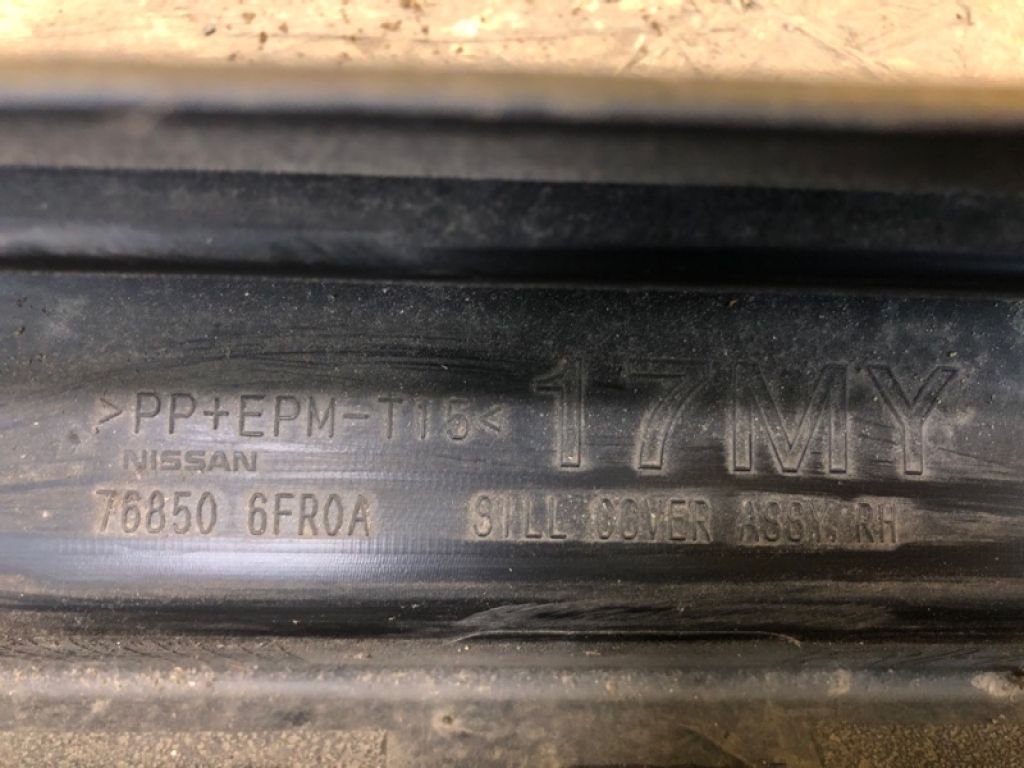 >PP+EPM-T15<
17MY
NISSAN
76850 6FR0A
SILL COVER ASSY. RH